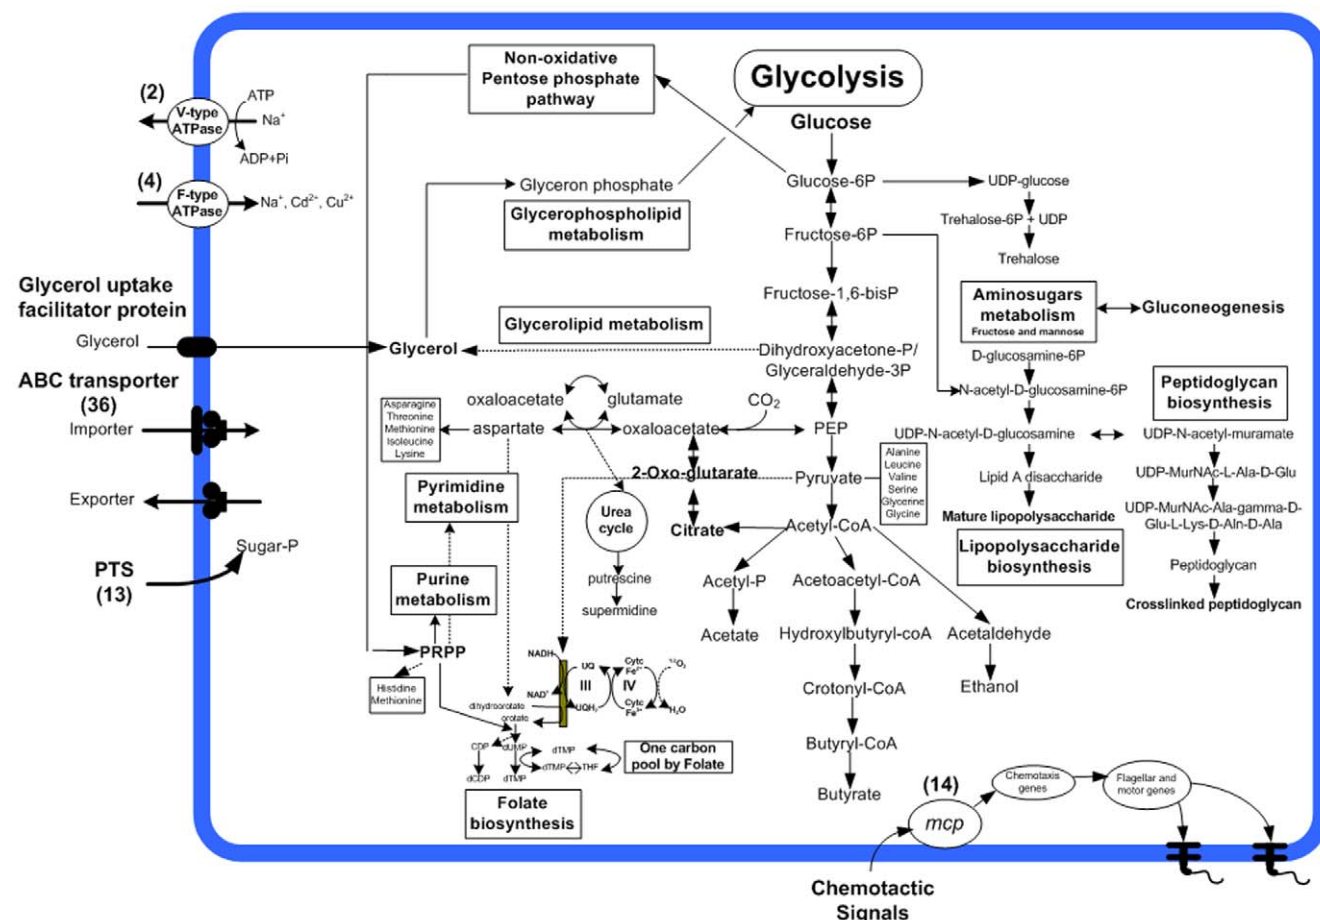 Non-oxidative
Pentose phosphate
pathway
Glycolysis
Glucose
(2)
V-type
ATPase
ATP
Na⁺
ADP+Pi
(4)
F-type
ATPase
Na⁺, Cd²⁺, Cu²⁺
Glyceron phosphate
Glycerophospholipid
metabolism
Glucose-6P
UDP-glucose
Trehalose-6P + UDP
Trehalose
Fructose-6P
Fructose-1,6-bisP
Glycerol uptake
facilitator protein
Glycerol
Glycerol
Glycerolipid metabolism
Dihydroxyacetone-P/
Glyceraldehyde-3P
Aminosugars
metabolism
Fructose and mannose
Gluconeogenesis
D-glucosamine-6P
N-acetyl-D-glucosamine-6P
UDP-N-acetyl-D-glucosamine
Lipid A disaccharide
Mature lipopolysaccharide
Lipopolysaccharide
biosynthesis
Peptidoglycan
biosynthesis
UDP-N-acetyl-muramate
UDP-MurNAc-L-Ala-D-Glu
UDP-MurNAc-Ala-gamma-D-
Glu-L-Lys-D-Aln-D-Ala
Peptidoglycan
Crosslinked peptidoglycan
ABC transporter
(36)
Importer
Exporter
PTS
(13)
Sugar-P
oxaloacetate
glutamate
CO₂
Asparagine
Threonine
Methionine
Isoleucine
Lysine
aspartate
oxaloacetate
PEP
2-Oxo-glutarate
Pyruvate
Alanine
Leucine
Valine
Serine
Glycerine
Glycine
Citrate
Acetyl-CoA
Pyrimidine
metabolism
Urea
cycle
putrescine
supermidine
Purine
metabolism
PRPP
Histidine
Methionine
Acetyl-P
Acetate
Acetoacetyl-CoA
Hydroxylbutyryl-coA
Crotonyl-CoA
Butyryl-CoA
Butyrate
Acetaldehyde
Ethanol
NADH
NAD⁺
UQ
III
UQH₂
Cytc
Fe²⁺
IV
Cytc
Fe³⁺
H₂O
dihydroorotate
orotate
CDP
dUMP
dTMP
dCDP
dTMP
dTMP
THF
One carbon
pool by Folate
Folate
biosynthesis
(14)
mcp
Chemotaxis
genes
Flagellar and
motor genes
Chemotactic
Signals